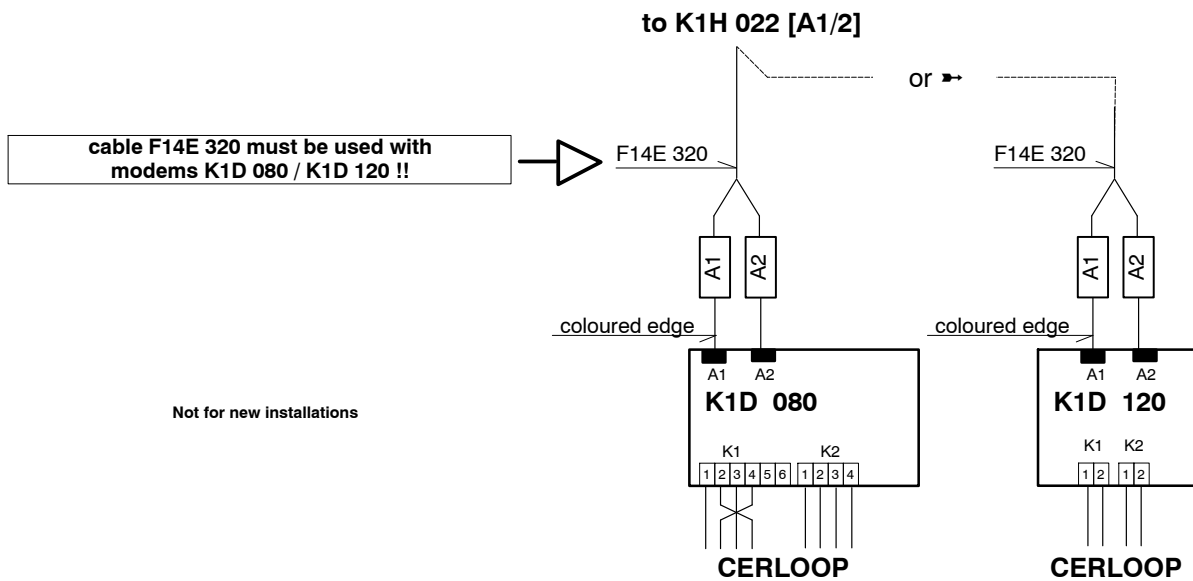 to K1H 022 [A1/2]
or
cable F14E 320 must be used with
modems K1D 080 / K1D 120 !!
F14E 320
F14E 320
A1
A2
A1
A2
coloured edge
coloured edge
A1 A2
A1 A2
K1D 080
K1D 120
Not for new installations
K1 K2
K1 K2
1 2 3 4 5 6 1 2 3 4
1 2 1 2
CERLOOP
CERLOOP